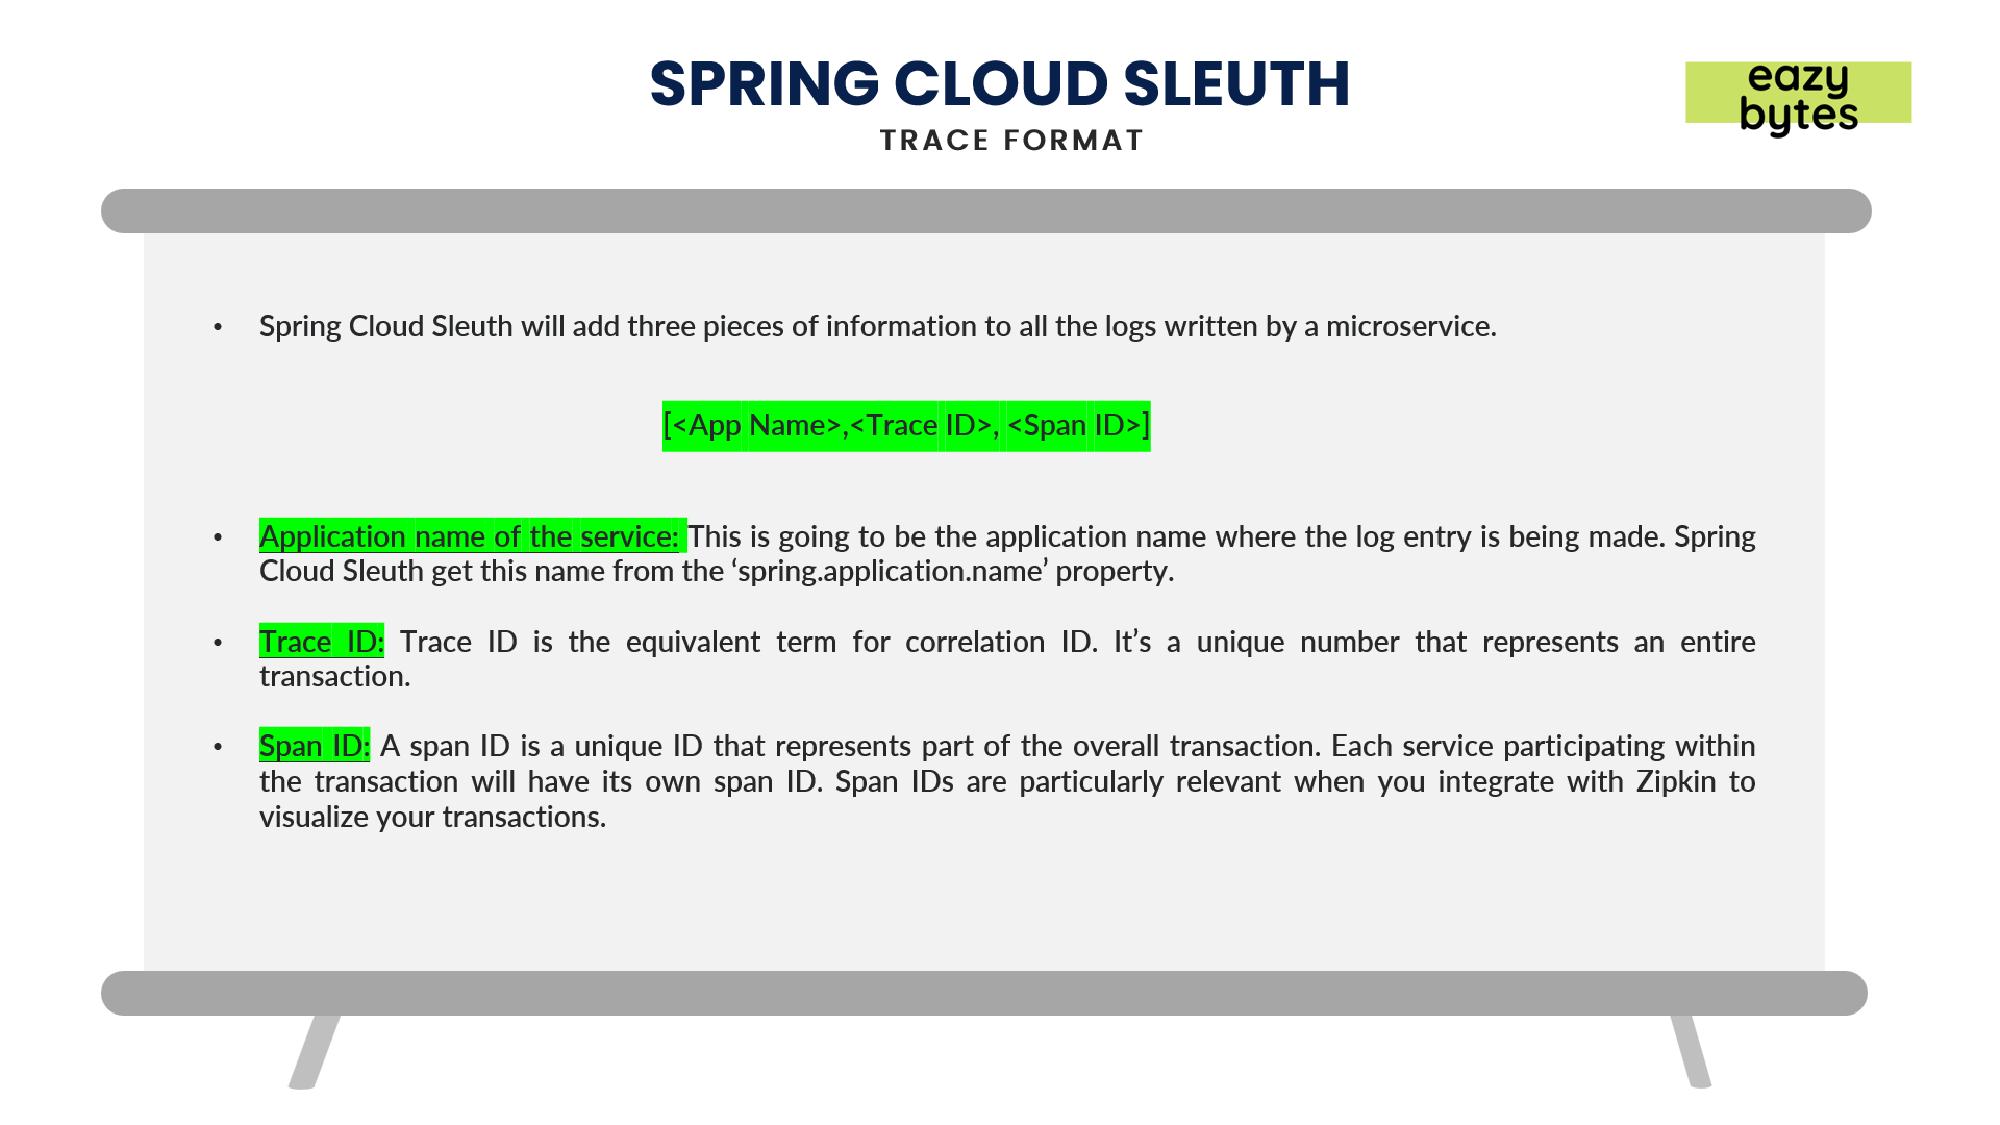 SPRING CLOUD SLEUTH
TRACE FORMAT
eazy
bytes
• Spring Cloud Sleuth will add three pieces of information to all the logs written by a microservice.
[<App Name>,<Trace ID>, <Span ID>]
• Application name of the service: This is going to be the application name where the log entry is being made. Spring
Cloud Sleuth get this name from the ‘spring.application.name’ property.
• Trace ID: Trace ID is the equivalent term for correlation ID. It’s a unique number that represents an entire
transaction.
• Span ID: A span ID is a unique ID that represents part of the overall transaction. Each service participating within
the transaction will have its own span ID. Span IDs are particularly relevant when you integrate with Zipkin to
visualize your transactions.